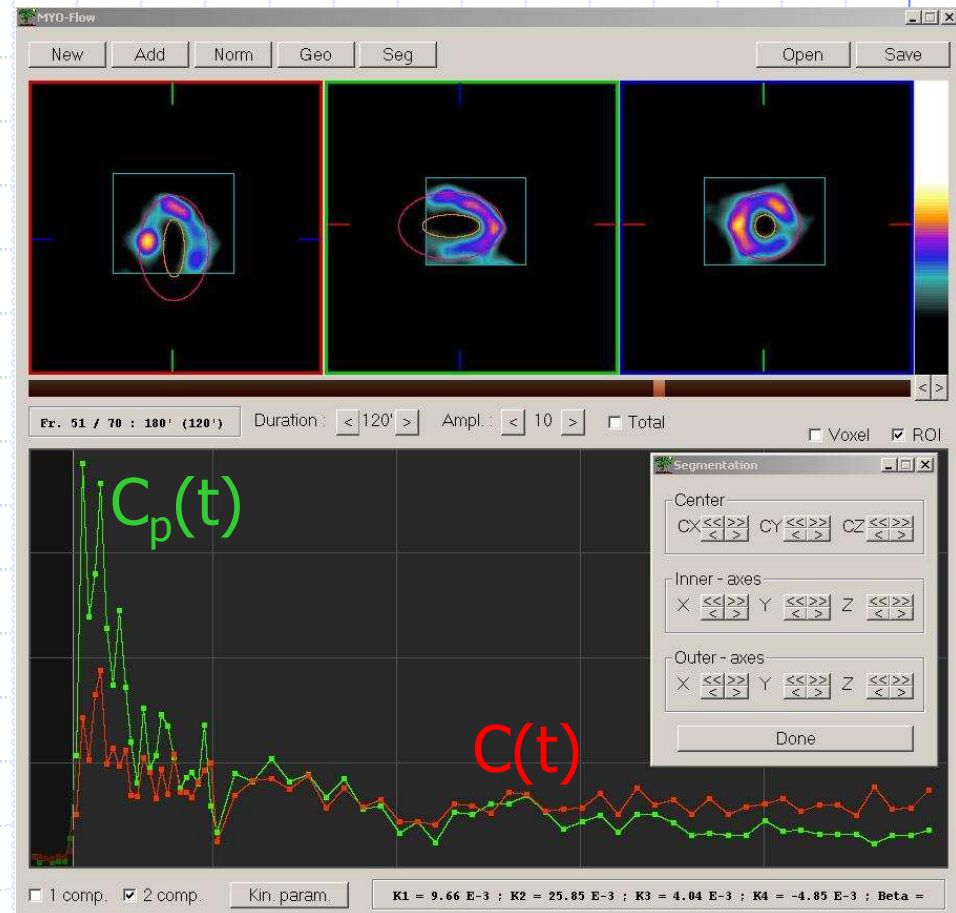 MYO-Flow
New Add Norm Geo Seg Open Save
< >
Fr. 51 / 70 : 180' (120') Duration : < 120' > Ampl. : < 10 > Total
Voxel ROI
Cp(t)
C(t)
Segmentation
Center
CX << >> CY << >> CZ << >>
< > < > < >
Inner - axes
X << >> Y << >> Z << >>
< > < > < >
Outer - axes
X << >> Y << >> Z << >>
< > < > < >
Done
1 comp. 2 comp. Kin. param. K1 = 9.66 E-3 ; K2 = 25.85 E-3 ; K3 = 4.04 E-3 ; K4 = -4.85 E-3 ; Beta =